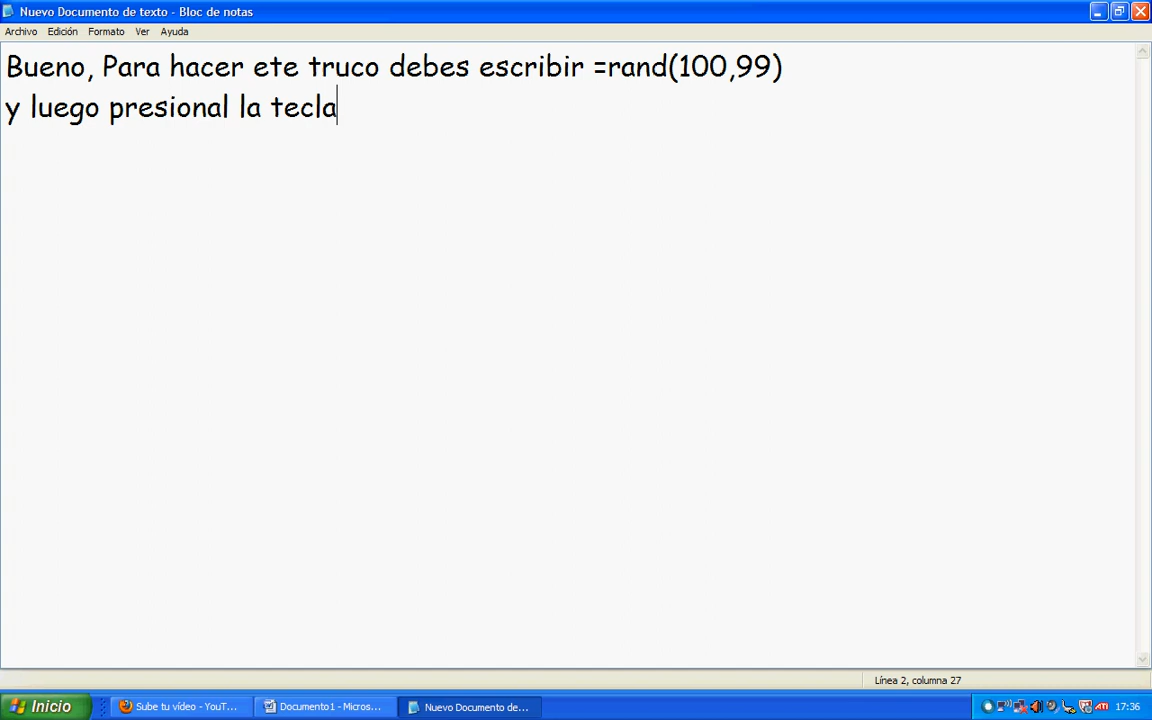 Nuevo Documento de texto - Bloc de notas
Archivo Edición Formato Ver Ayuda
Bueno, Para hacer ete truco debes escribir =rand(100,99)
y luego presional la tecla
Línea 2, columna 27
Inicio Sube tu vídeo - YouT... Documento1 - Micros... Nuevo Documento de... ATI 17:36